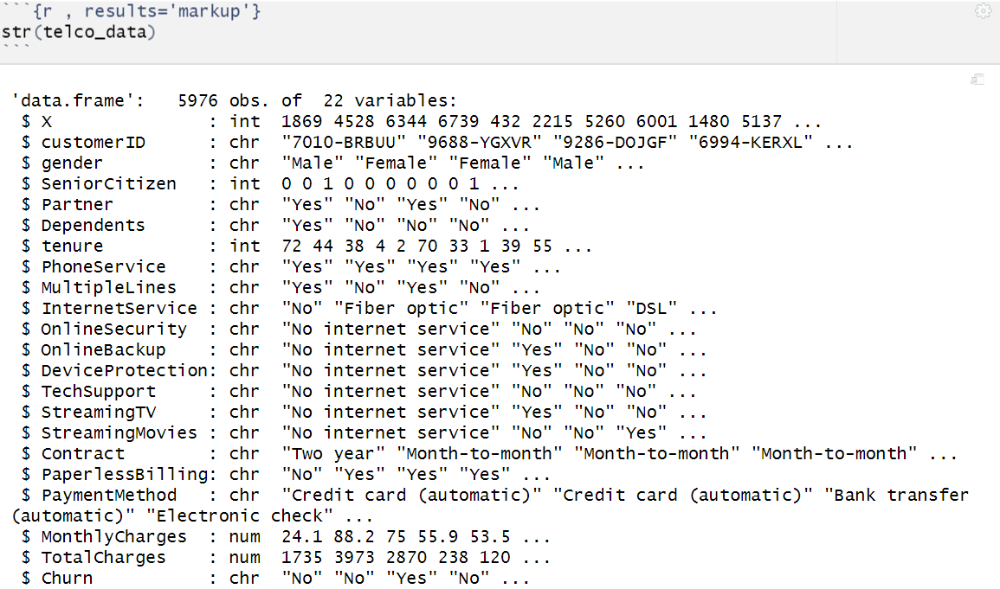 ```{r , results='markup'}
str(telco_data)
```
'data.frame':   5976 obs. of  22 variables:
 $ X               : int  1869 4528 6344 6739 432 2215 5260 6001 1480 5137 ...
 $ customerID      : chr  "7010-BRBUU" "9688-YGXVR" "9286-DOJGF" "6994-KERXL" ...
 $ gender          : chr  "Male" "Female" "Female" "Male" ...
 $ SeniorCitizen   : int  0 0 1 0 0 0 0 0 0 1 ...
 $ Partner         : chr  "Yes" "No" "Yes" "No" ...
 $ Dependents      : chr  "Yes" "No" "No" "No" ...
 $ tenure          : int  72 44 38 4 2 70 33 1 39 55 ...
 $ PhoneService    : chr  "Yes" "Yes" "Yes" "Yes" ...
 $ MultipleLines   : chr  "Yes" "No" "Yes" "No" ...
 $ InternetService : chr  "No" "Fiber optic" "Fiber optic" "DSL" ...
 $ OnlineSecurity  : chr  "No internet service" "No" "No" "No" ...
 $ OnlineBackup    : chr  "No internet service" "Yes" "No" "No" ...
 $ DeviceProtection: chr  "No internet service" "Yes" "No" "No" ...
 $ TechSupport     : chr  "No internet service" "No" "No" "No" ...
 $ StreamingTV     : chr  "No internet service" "Yes" "No" "No" ...
 $ StreamingMovies : chr  "No internet service" "No" "No" "Yes" ...
 $ Contract        : chr  "Two year" "Month-to-month" "Month-to-month" "Month-to-month" ...
 $ PaperlessBilling: chr  "No" "Yes" "Yes" "Yes" ...
 $ PaymentMethod   : chr  "Credit card (automatic)" "Credit card (automatic)" "Bank transfer
(automatic)" "Electronic check" ...
 $ MonthlyCharges  : num  24.1 88.2 75 55.9 53.5 ...
 $ TotalCharges    : num  1735 3973 2870 238 120 ...
 $ Churn           : chr  "No" "No" "Yes" "No" ...